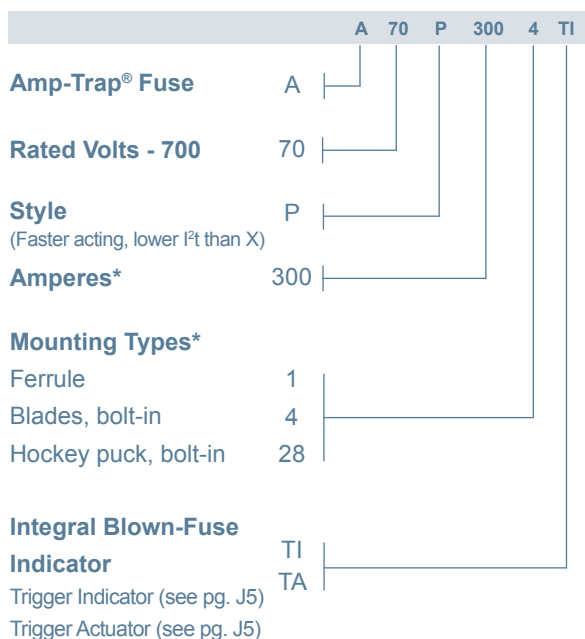 A 70 P 300 4 TI
Amp-Trap® Fuse A
Rated Volts - 700 70
Style P
(Faster acting, lower I²t than X)
Amperes* 300
Mounting Types*
Ferrule 1
Blades, bolt-in 4
Hockey puck, bolt-in 28
Integral Blown-Fuse
Indicator TI
TA
Trigger Indicator (see pg. J5)
Trigger Actuator (see pg. J5)